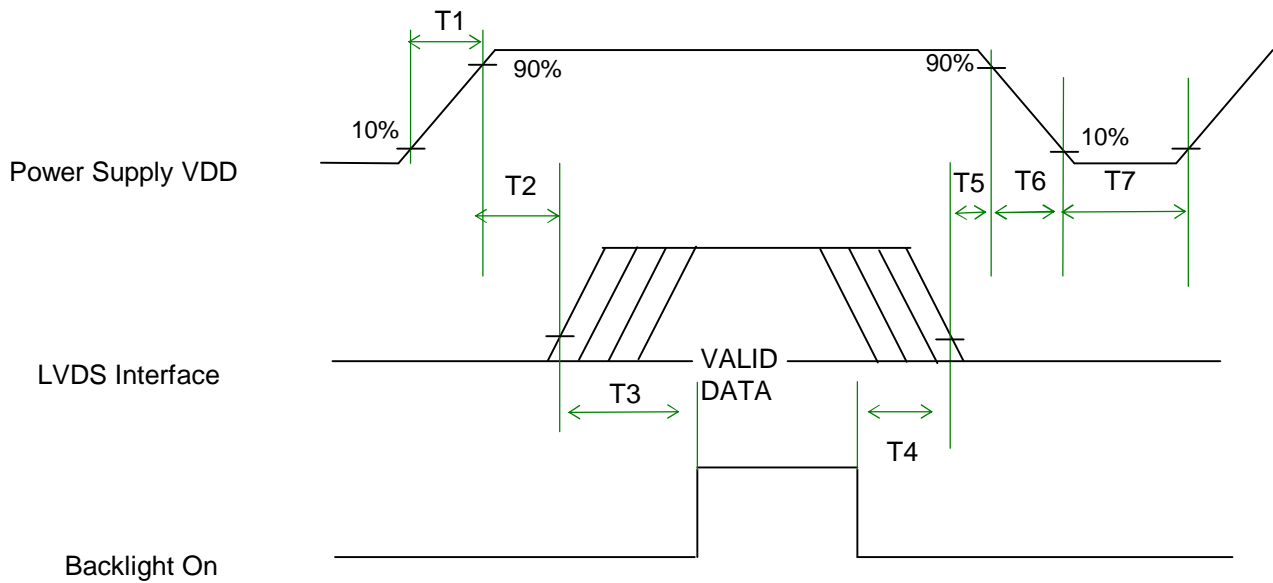 T1
90%
90%
10%
10%
Power Supply VDD
T2
T5
T6
T7
VALID
DATA
LVDS Interface
T3
T4
Backlight On